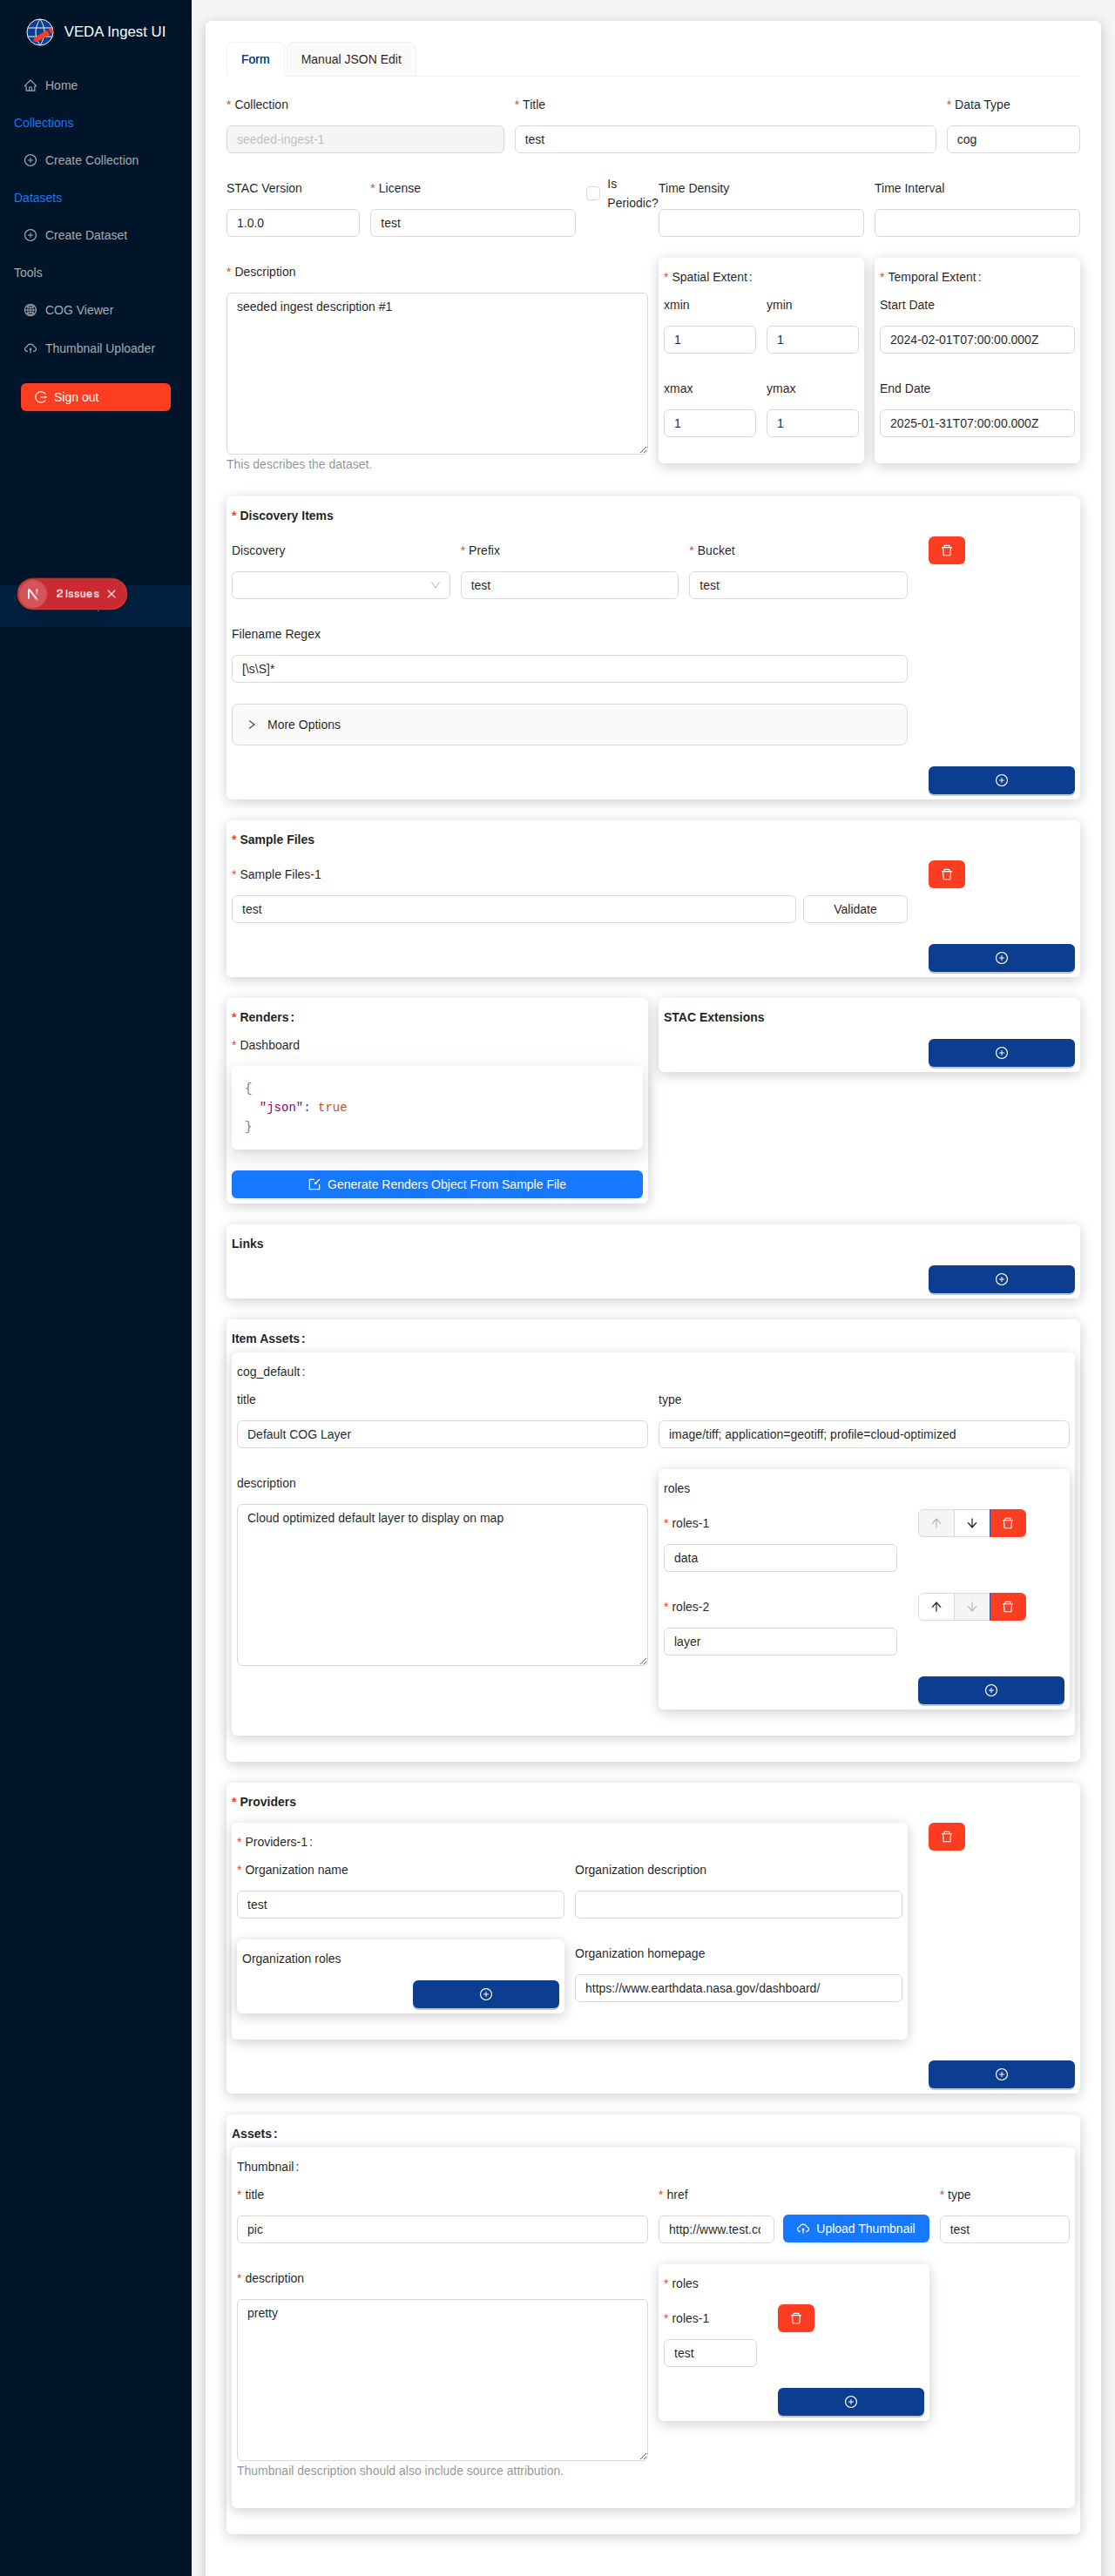 VEDA Ingest UI
Home
Collections
Create Collection
Datasets
Create Dataset
Tools
COG Viewer
Thumbnail Uploader
Sign out
2 Issues
Form Manual JSON Edit
* Collection * Title * Data Type
seeded-ingest-1 test cog
STAC Version * License Is Periodic? Time Density Time Interval
1.0.0 test
* Description
seeded ingest description #1
This describes the dataset.
* Spatial Extent:
xmin ymin
1 1
xmax ymax
1 1
* Temporal Extent:
Start Date
2024-02-01T07:00:00.000Z
End Date
2025-01-31T07:00:00.000Z
* Discovery Items
Discovery * Prefix * Bucket
test test
Filename Regex
[\s\S]*
More Options
* Sample Files
* Sample Files-1
test Validate
* Renders:
* Dashboard
{
"json": true
}
Generate Renders Object From Sample File
STAC Extensions
Links
Item Assets:
cog_default:
title type
Default COG Layer image/tiff; application=geotiff; profile=cloud-optimized
description
Cloud optimized default layer to display on map
roles
* roles-1
data
* roles-2
layer
* Providers
* Providers-1:
* Organization name Organization description
test
Organization roles Organization homepage
https://www.earthdata.nasa.gov/dashboard/
Assets:
Thumbnail:
* title * href * type
pic http://www.test.cc Upload Thumbnail test
* description
pretty
Thumbnail description should also include source attribution.
* roles
* roles-1
test